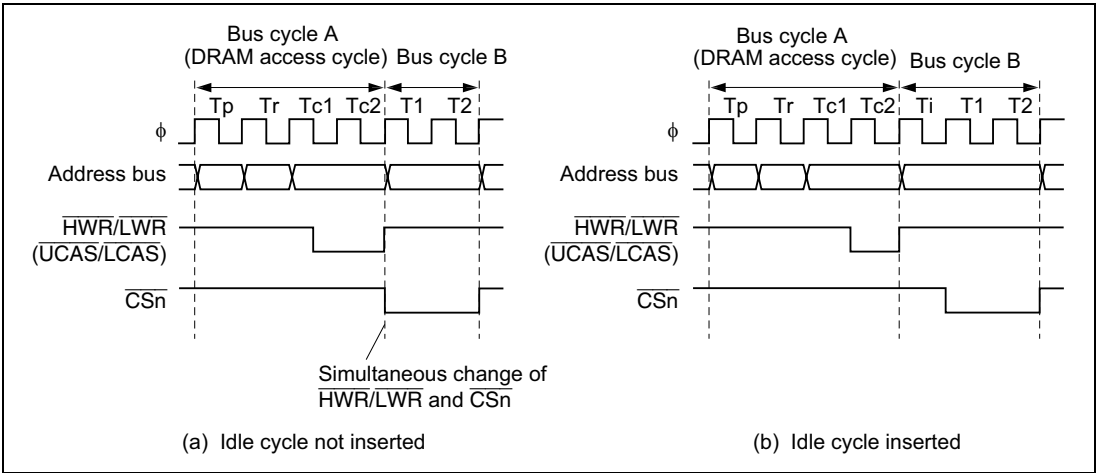 Bus cycle A
(DRAM access cycle)
Bus cycle B
Tp Tr Tc1 Tc2 T1 T2
ϕ
Address bus
HWR/LWR
(UCAS/LCAS)
CSn
Simultaneous change of
HWR/LWR and CSn
(a) Idle cycle not inserted
Bus cycle A
(DRAM access cycle)
Bus cycle B
Tp Tr Tc1 Tc2 Ti T1 T2
ϕ
Address bus
HWR/LWR
(UCAS/LCAS)
CSn
(b) Idle cycle inserted